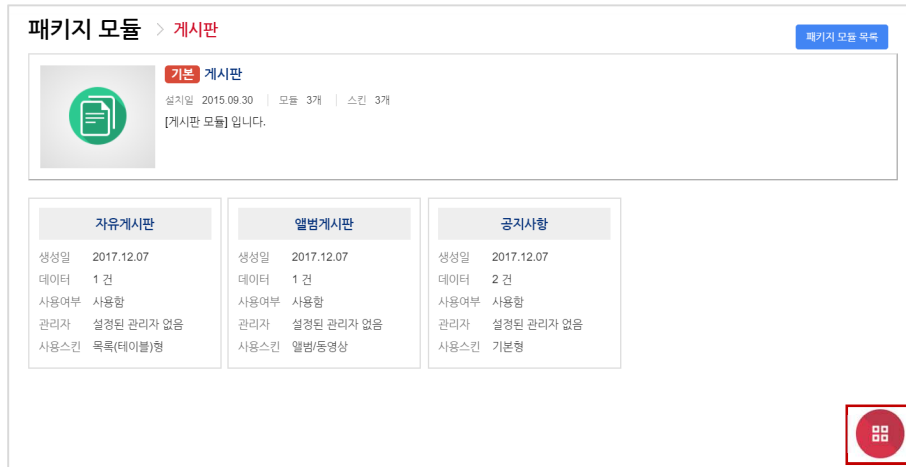 패키지 모듈 > 게시판
패키지 모듈 목록
기본 게시판
설치일 2015.09.30 | 모듈 3개 | 스킨 3개
[게시판 모듈] 입니다.
자유게시판
생성일 2017.12.07
데이터 1 건
사용여부 사용함
관리자 설정된 관리자 없음
사용스킨 목록(테이블)형
앨범게시판
생성일 2017.12.07
데이터 1 건
사용여부 사용함
관리자 설정된 관리자 없음
사용스킨 앨범/동영상
공지사항
생성일 2017.12.07
데이터 2 건
사용여부 사용함
관리자 설정된 관리자 없음
사용스킨 기본형